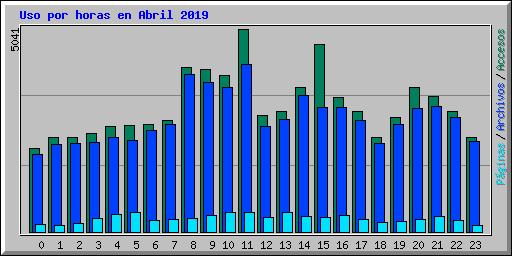 Uso por horas en Abril 2019
5041
Páginas / Archivos / Accesos
0 1 2 3 4 5 6 7 8 9 10 11 12 13 14 15 16 17 18 19 20 21 22 23